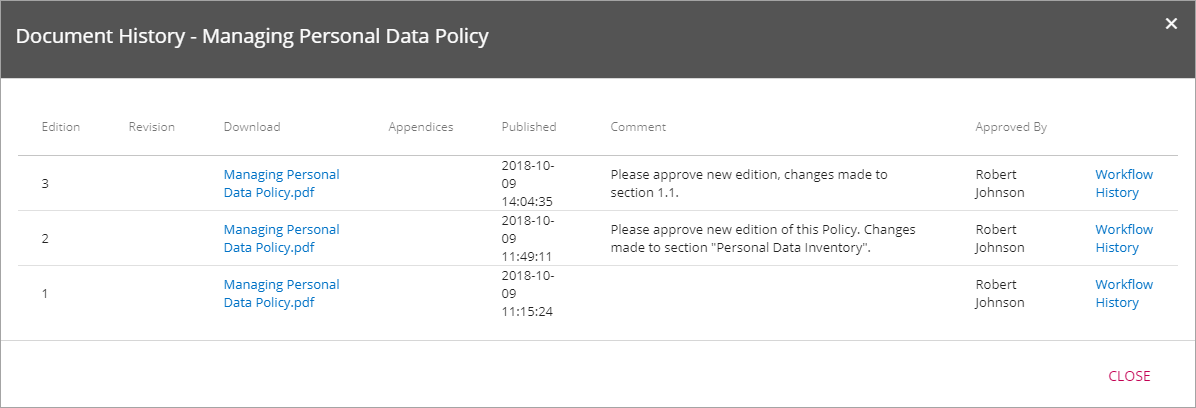 Document History - Managing Personal Data Policy
Edition Revision Download Appendices Published Comment Approved By
3
Managing Personal
Data Policy.pdf
2018-10-
09
14:04:35
Please approve new edition, changes made to
section 1.1.
Robert
Johnson
Workflow
History
2
Managing Personal
Data Policy.pdf
2018-10-
09
11:49:11
Please approve new edition of this Policy. Changes
made to section "Personal Data Inventory".
Robert
Johnson
Workflow
History
1
Managing Personal
Data Policy.pdf
2018-10-
09
11:15:24
Robert
Johnson
Workflow
History
CLOSE